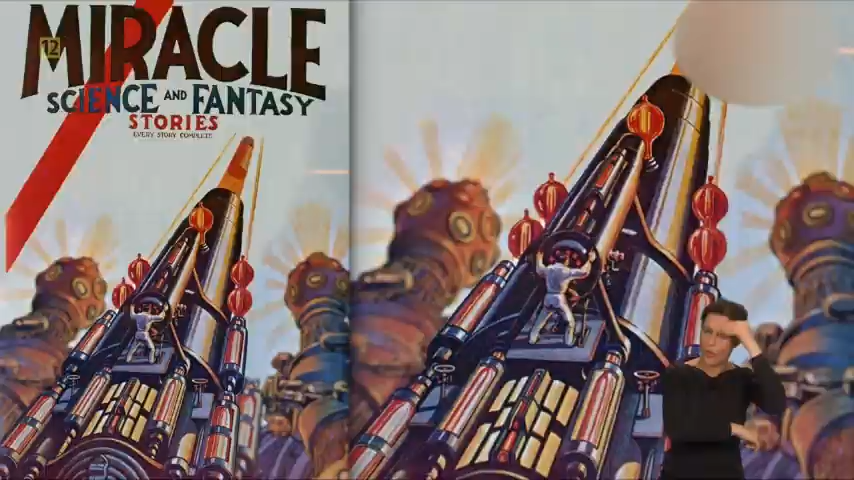 MIRACLE
12
SCIENCE AND FANTASY
STORIES
EVERY STORY COMPLETE